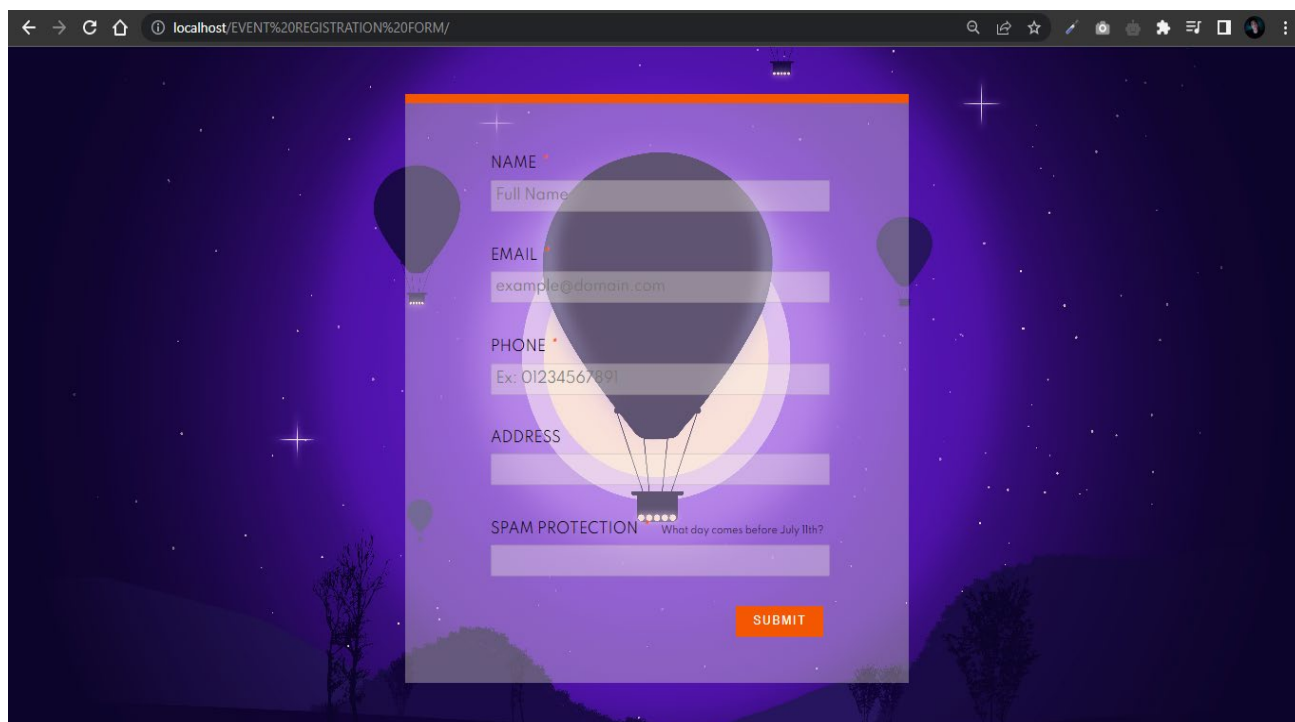 localhost/EVENT%20REGISTRATION%20FORM/
NAME *
Full Name
EMAIL *
example@domain.com
PHONE *
Ex: 01234567891
ADDRESS
SPAM PROTECTION * What day comes before July 11th?
SUBMIT